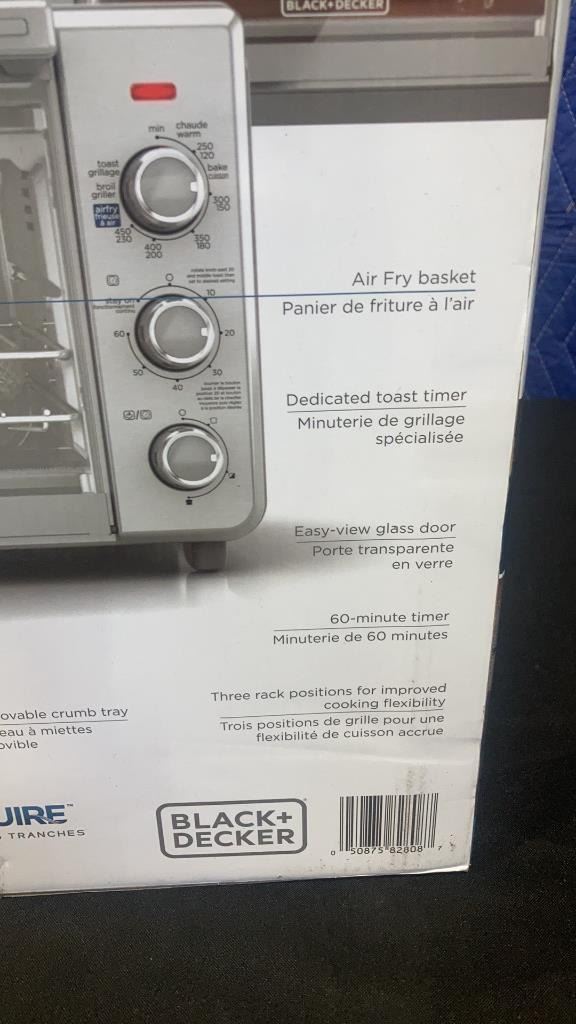 BLACK+DECKER
min
chaude
warm
250
120
toast
grillage
bake
cuisson
broil
griller
300
150
airfry
frieuse
à air
450
230
350
180
400
200
stay on
10
60
20
50
30
40
Air Fry basket
Panier de friture à l'air
Dedicated toast timer
Minuterie de grillage
spécialisée
Easy-view glass door
Porte transparente
en verre
60-minute timer
Minuterie de 60 minutes
Three rack positions for improved
cooking flexibility
Trois positions de grille pour une
flexibilité de cuisson accrue
ovable crumb tray
eau à miettes
ovible
UIRE™
TRANCHES
BLACK+
DECKER
0 50875 82808 7